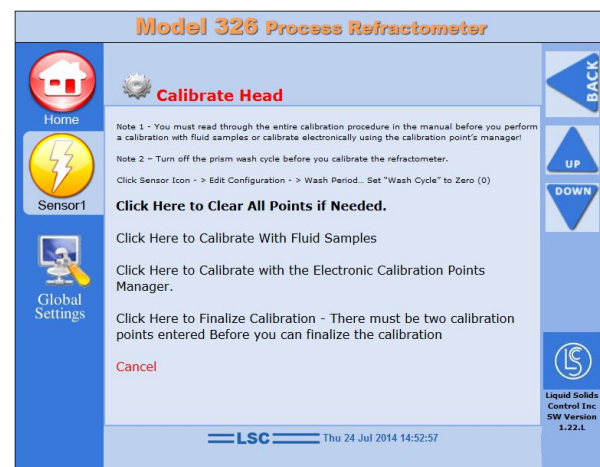 Model 326 Process Refractometer
Calibrate Head
Home
Note 1 - You must read through the entire calibration procedure in the manual before you perform
a calibration with fluid samples or calibrate electronically using the calibration point's manager!
Note 2 – Turn off the prism wash cycle before you calibrate the refractometer.
Click Sensor Icon - > Edit Configuration - > Wash Period… Set "Wash Cycle" to Zero (0)
Sensor1
Click Here to Clear All Points if Needed.
Click Here to Calibrate With Fluid Samples
Click Here to Calibrate with the Electronic Calibration Points
Manager.
Global
Settings
Click Here to Finalize Calibration - There must be two calibration
points entered Before you can finalize the calibration
Cancel
BACK
UP
DOWN
LSC
Liquid Solids
Control Inc
SW Version
1.22.L
LSC
Thu 24 Jul 2014 14:52:57